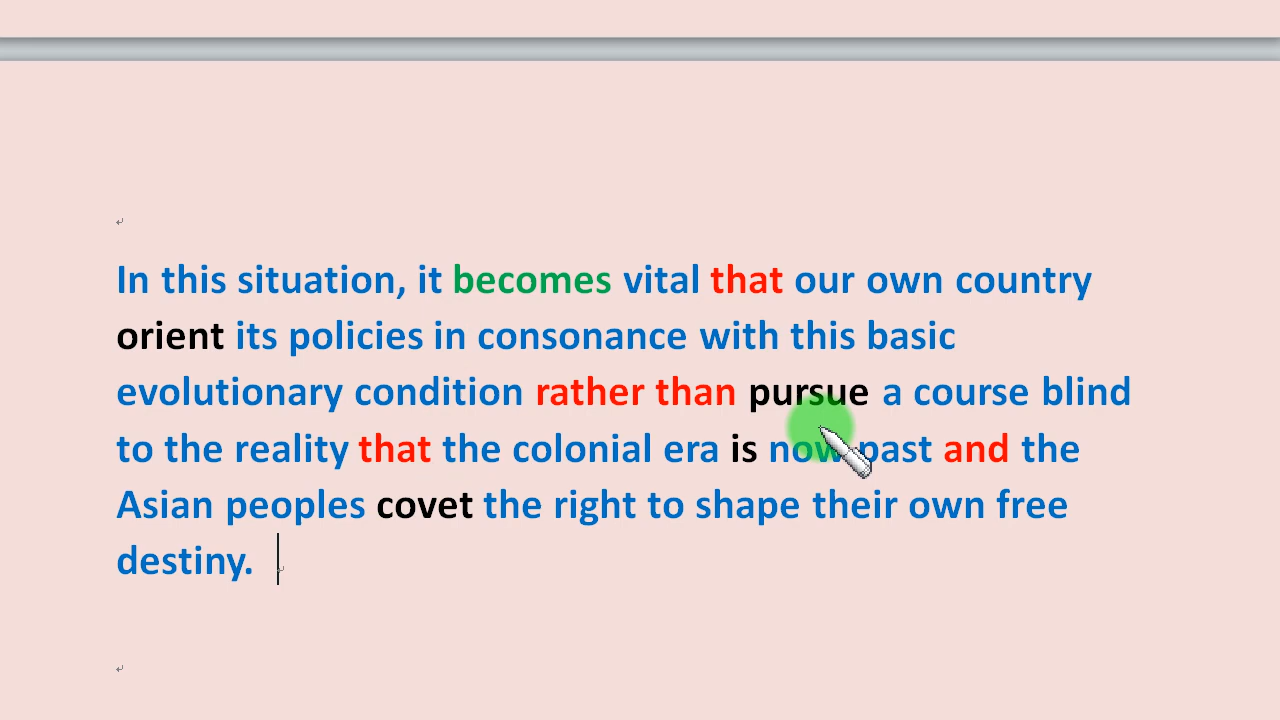 In this situation, it becomes vital that our own country
orient its policies in consonance with this basic
evolutionary condition rather than pursue a course blind
to the reality that the colonial era is now past and the
Asian peoples covet the right to shape their own free
destiny.